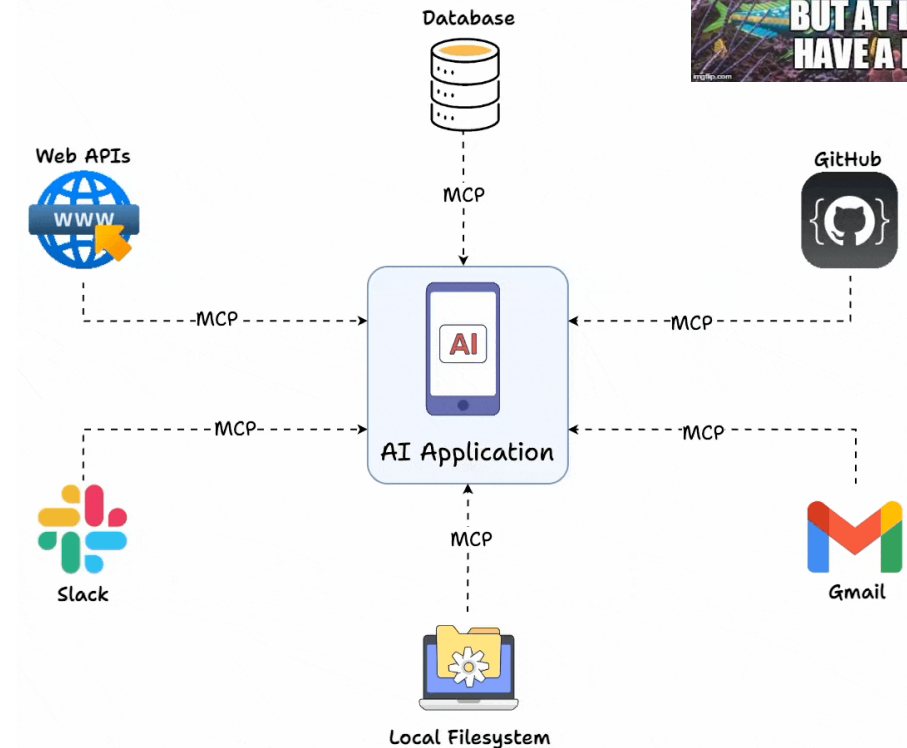 Database
BUT AT
HAVE A
imgflip.com
Web APIs
GitHub
WWW
MCP
MCP
MCP
AI
MCP
MCP
AI Application
MCP
Slack
Gmail
Local Filesystem